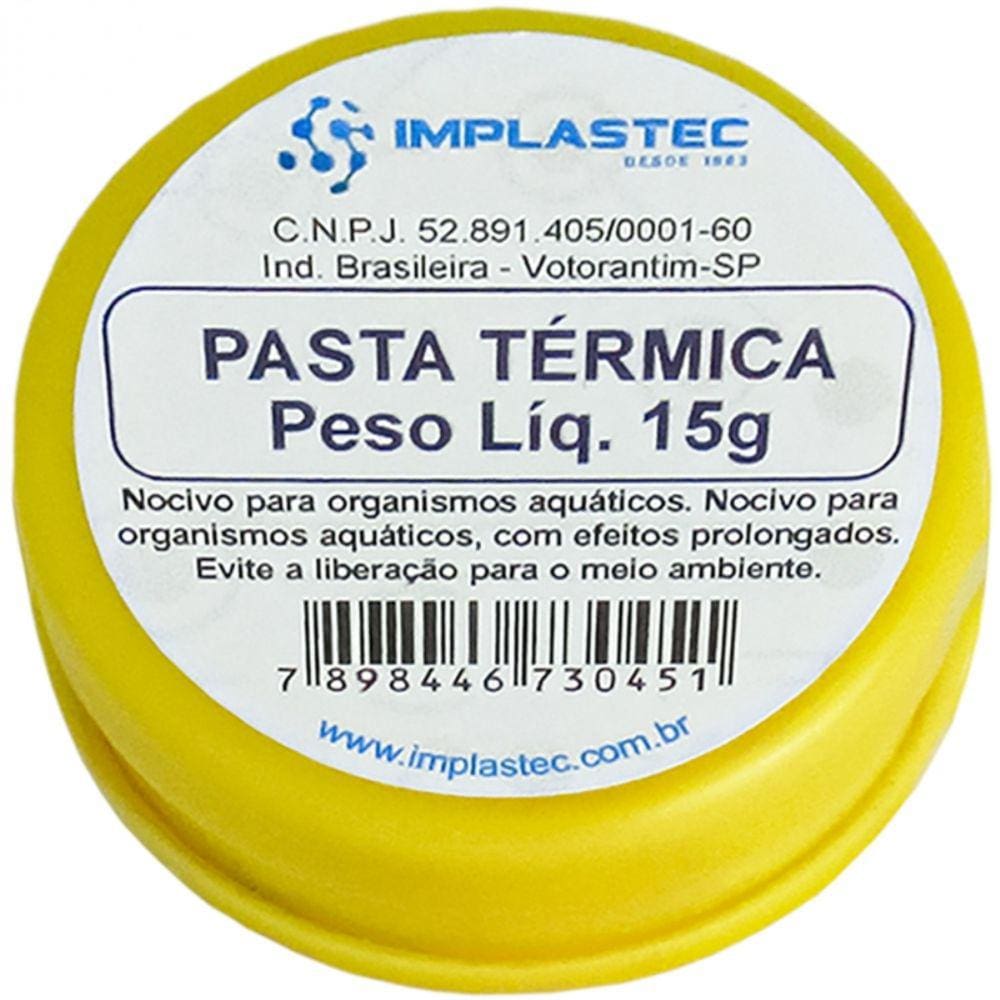 IMPLASTEC
DESDE 1983
C.N.P.J. 52.891.405/0001-60
Ind. Brasileira - Votorantim-SP
PASTA TÉRMICA
Peso Líq. 15g
Nocivo para organismos aquáticos. Nocivo para
organismos aquáticos, com efeitos prolongados.
Evite a liberação para o meio ambiente.
7 898446 730451
www.implastec.com.br